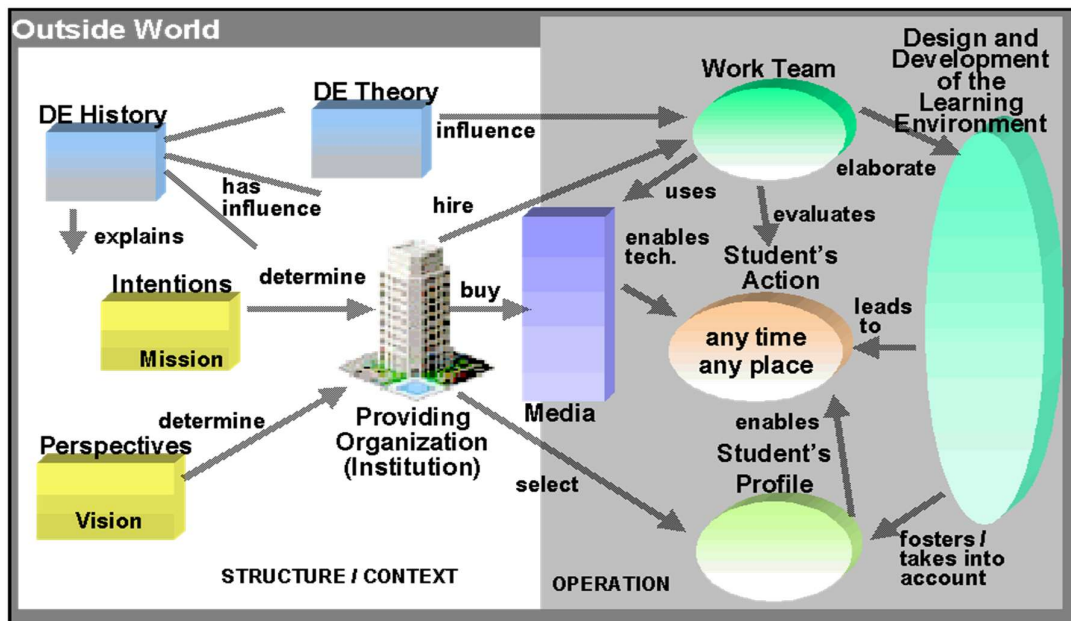 Outside World
DE History
DE Theory
influence
has
influence
explains
hire
Intentions
Mission
determine
buy
Perspectives
Vision
determine
Providing
Organization
(Institution)
select
STRUCTURE / CONTEXT
Work Team
Design and
Development
of the
Learning
Environment
elaborate
uses
evaluates
enables
tech.
Student's
Action
any time
any place
leads
to
Media
enables
Student's
Profile
fosters /
takes into
account
OPERATION